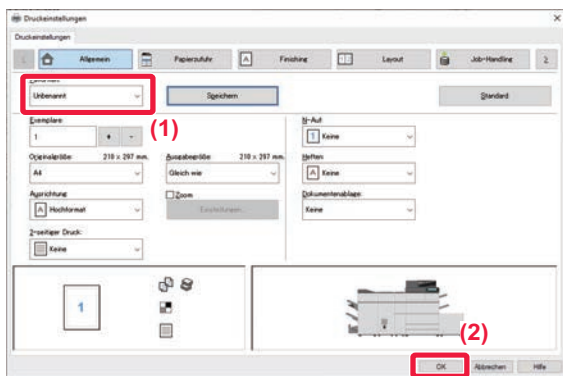 Druckeinstellungen
Druckeinstellungen
Allgemein Papierzufuhr Finishing Layout Job-Handling
Unbenannt Speichern Standard
(1)
Exemplare: N-Auf
1 + - 1 Keine
Originalgröße: 210 x 297 mm. Ausgabegröße: 210 x 297 mm. Heften:
A4 Gleich wie A Keine
Ausrichtung: Zoom Dokumentenablage:
A Hochformat Einstellungen... Keine
2-seitiger Druck:
Keine
1
(2)
OK Abbrechen Hilfe